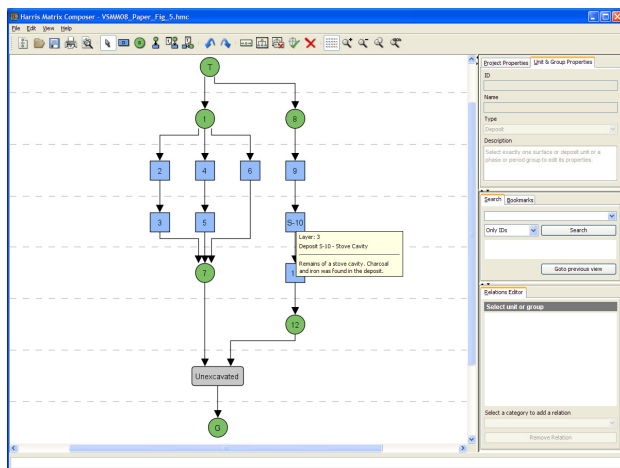 Harris Matrix Composer - VSMM08_Paper_Fig_5.hmc
File Edit View Help
T
1
8
2
4
6
9
3
5
S-10
Layer: 3
Deposit S-10 - Stove Cavity
Remains of a stove cavity. Charcoal
and iron was found in the deposit.
7
1
12
Unexcavated
G
Project Properties Unit & Group Properties
ID
Name
Type
Deposit
Description
Select exactly one surface or deposit unit or a
phase or period group to edit its properties.
Search Bookmarks
Only IDs Search
Goto previous view
Relations Editor
Select unit or group
Select a category to add a relation
Remove Relation